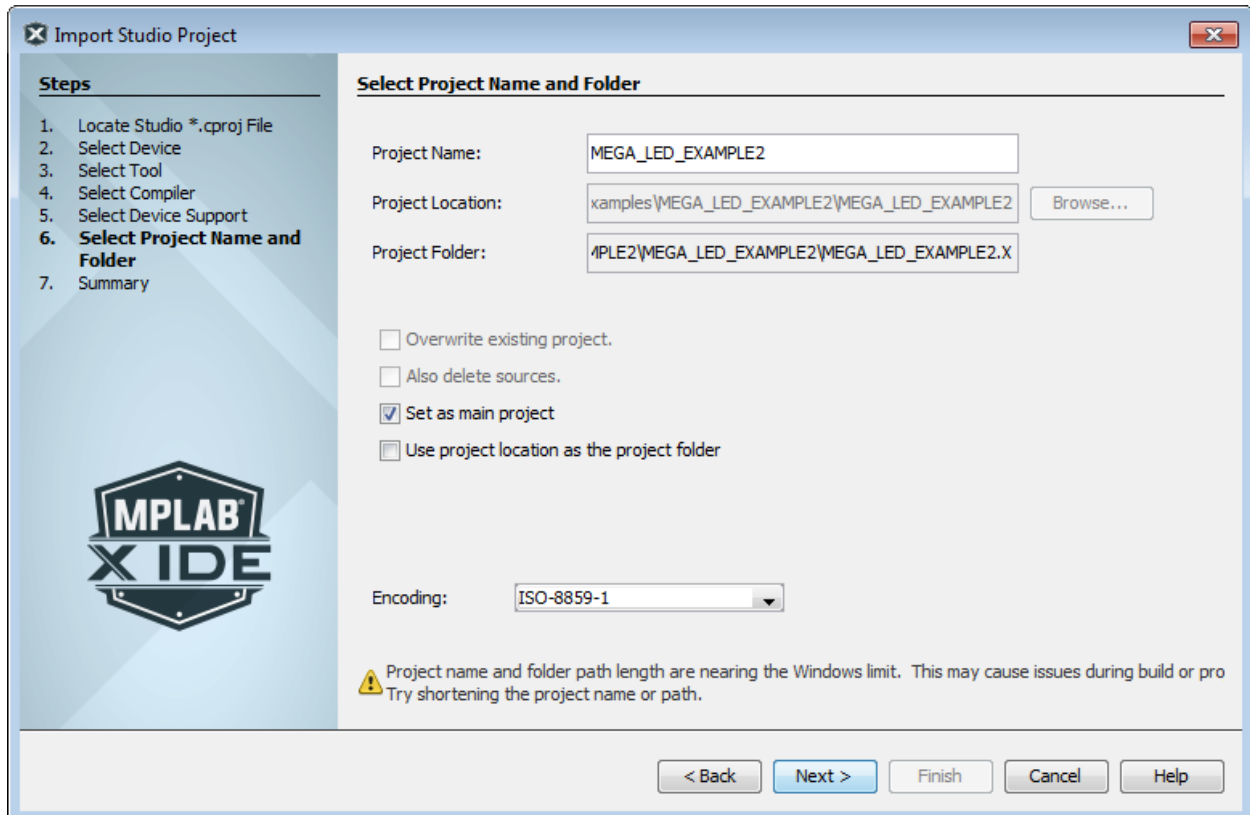 Import Studio Project
Steps
1. Locate Studio *.cproj File
2. Select Device
3. Select Tool
4. Select Compiler
5. Select Device Support
6. Select Project Name and
Folder
7. Summary
MPLAB®
X IDE
Select Project Name and Folder
Project Name: MEGA_LED_EXAMPLE2
Project Location: xamples\MEGA_LED_EXAMPLE2\MEGA_LED_EXAMPLE2 Browse...
Project Folder: MPLE2\MEGA_LED_EXAMPLE2\MEGA_LED_EXAMPLE2.X
Overwrite existing project.
Also delete sources.
Set as main project
Use project location as the project folder
Encoding: ISO-8859-1
Project name and folder path length are nearing the Windows limit. This may cause issues during build or pro
Try shortening the project name or path.
< Back Next > Finish Cancel Help